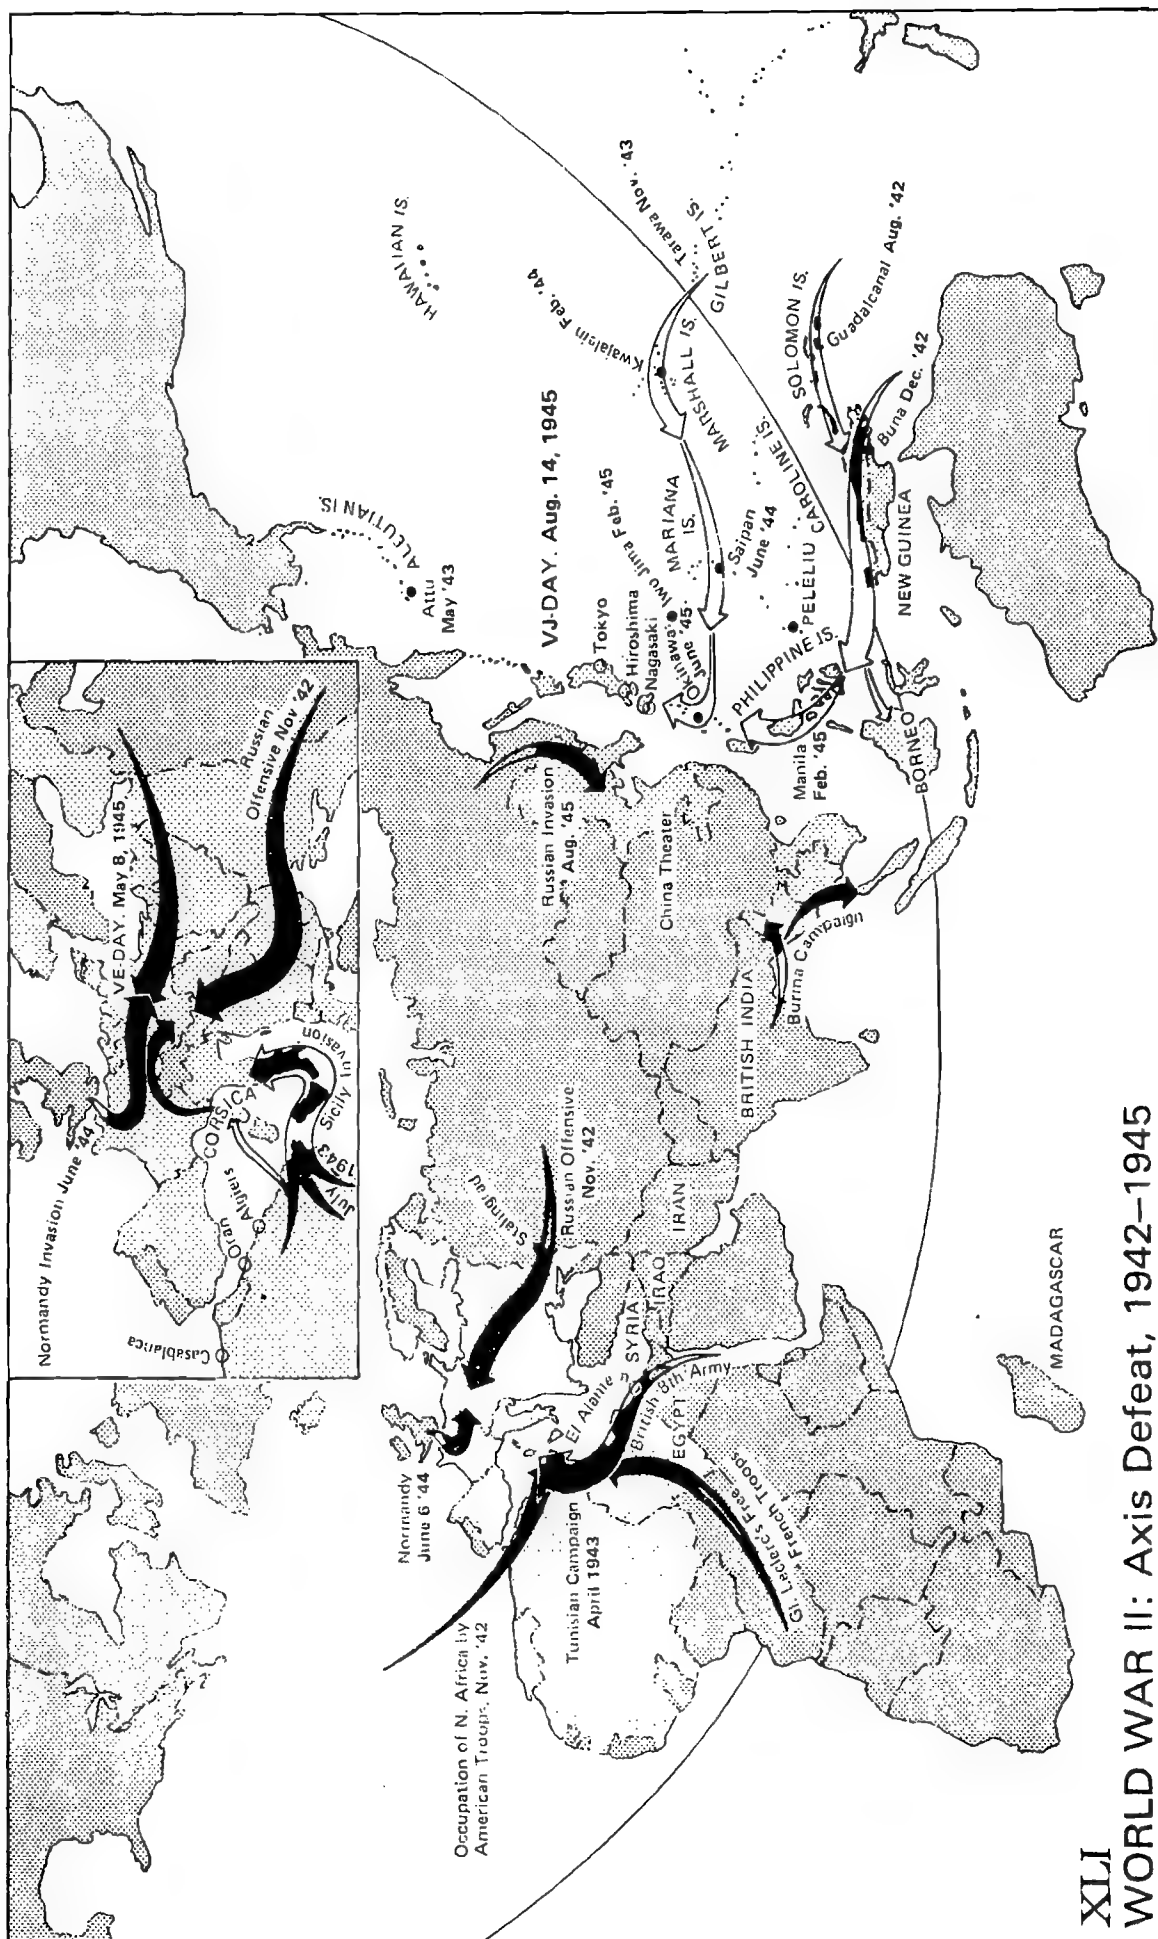 XLI
WORLD WAR II: Axis Defeat, 1942–1945
Normandy Invasion June '44
VE-DAY. May 8, 1945
Russian
Offensive Nov '42
CORSICA
Casablanca
Oran
Algiers
July 1943
Sicily Invasion
Occupation of N. Africa by
American Troops, Nov. '42
Normandy
June 6 '44
Tunisian Campaign
April 1943
Stalingrad
Russian Offensive
Nov. '42
El Alamein
British 8th Army
EGYPT
SYRIA
IRAQ
IRAN
Gl Leclerc's Free
French Troops
MADAGASCAR
BRITISH INDIA
Burma Campaign
China Theater
Russian Invasion
Aug. '45
ALEUTIAN IS.
Attu
May '43
HAWAIIAN IS.
VJ-DAY. Aug. 14, 1945
Tokyo
Hiroshima
Nagasaki
Iwo Jima Feb. '45
Okinawa
June '45
MARIANA
IS.
Gaipan
June '44
Kwajalein Feb. '44
MARSHALL IS.
Tarawa Nov. '43
GILBERT IS.
CAROLINE IS.
PELELIU
PHILIPPINE IS.
Manila
Feb. '45
BORNEO
SOLOMON IS.
Guadalcanal Aug. '42
Buna Dec. '42
NEW GUINEA